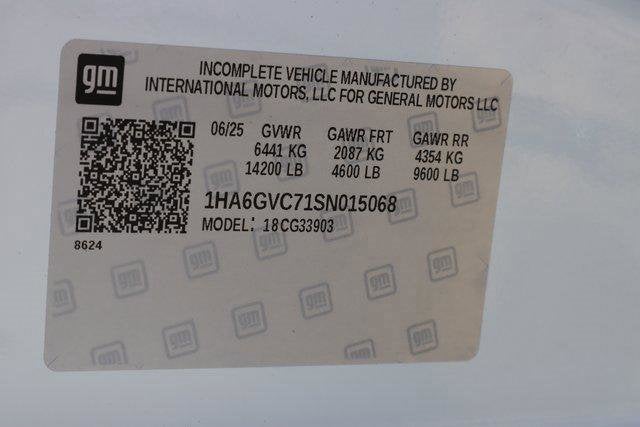 gm
INCOMPLETE VEHICLE MANUFACTURED BY
INTERNATIONAL MOTORS, LLC FOR GENERAL MOTORS LLC
06/25 GVWR GAWR FRT GAWR RR
6441 KG 2087 KG 4354 KG
14200 LB 4600 LB 9600 LB
1HA6GVC71SN015068
MODEL: 18CG33903
8624